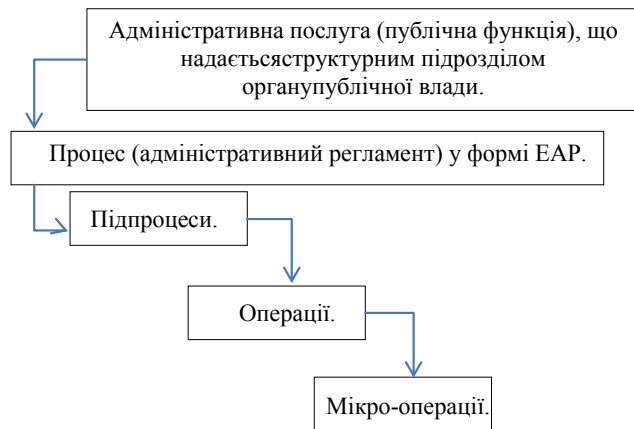 Адміністративна послуга (публічна функція), що
надаєтьсяструктурним підрозділом
органупублічної влади.
Процес (адміністративний регламент) у формі ЕАР.
Підпроцеси.
Операції.
Мікро-операції.